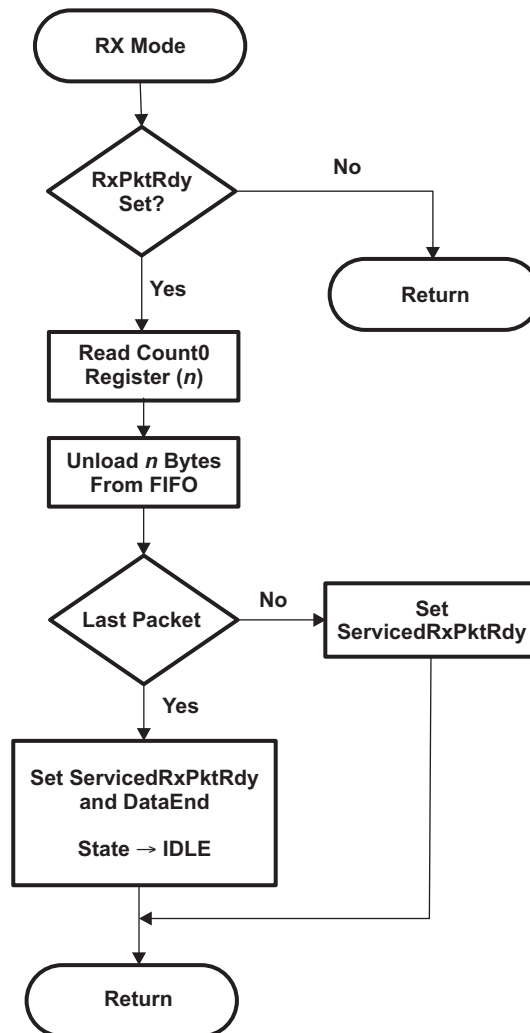 RX Mode
RxPktRdy
Set?
No
Return
Yes
Read Count0
Register (n)
Unload n Bytes
From FIFO
Last Packet
No
Set
ServicedRxPktRdy
Yes
Set ServicedRxPktRdy
and DataEnd
State → IDLE
Return